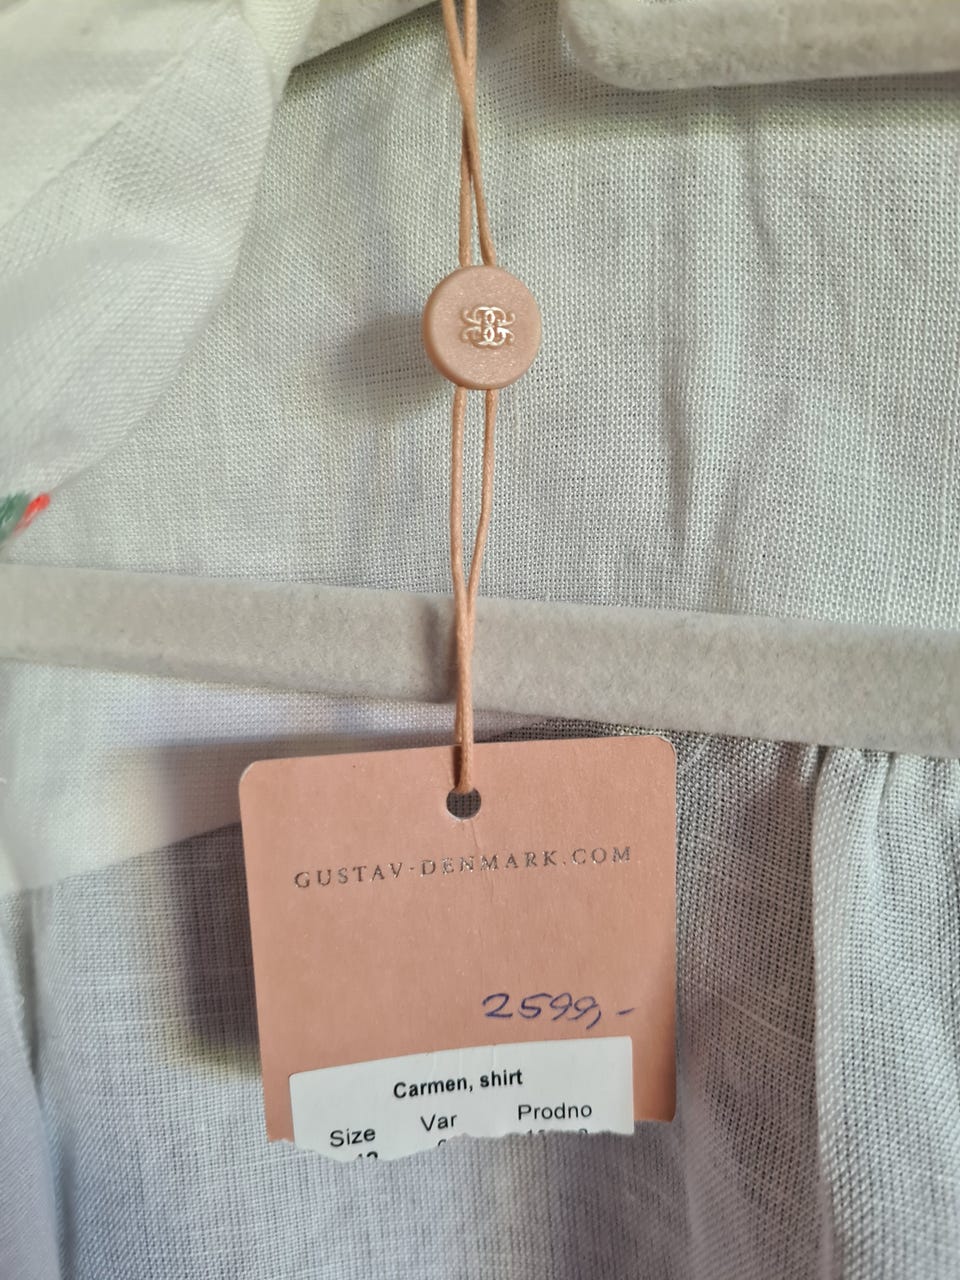 GUSTAV-DENMARK.COM
2599,-
Carmen, shirt
Size Var Prodno